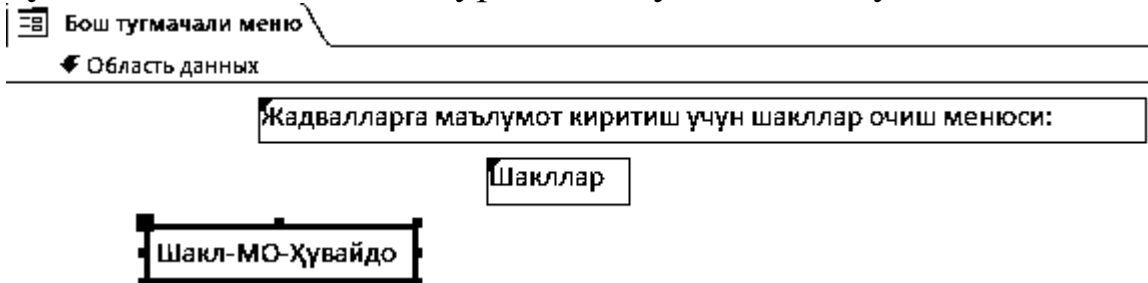 Бош тугмачали меню
Область данных
Жадвалларга маълумот киритиш учун шакллар очиш менюси:
Шакллар
Шакл-МО-Ҳувайдо